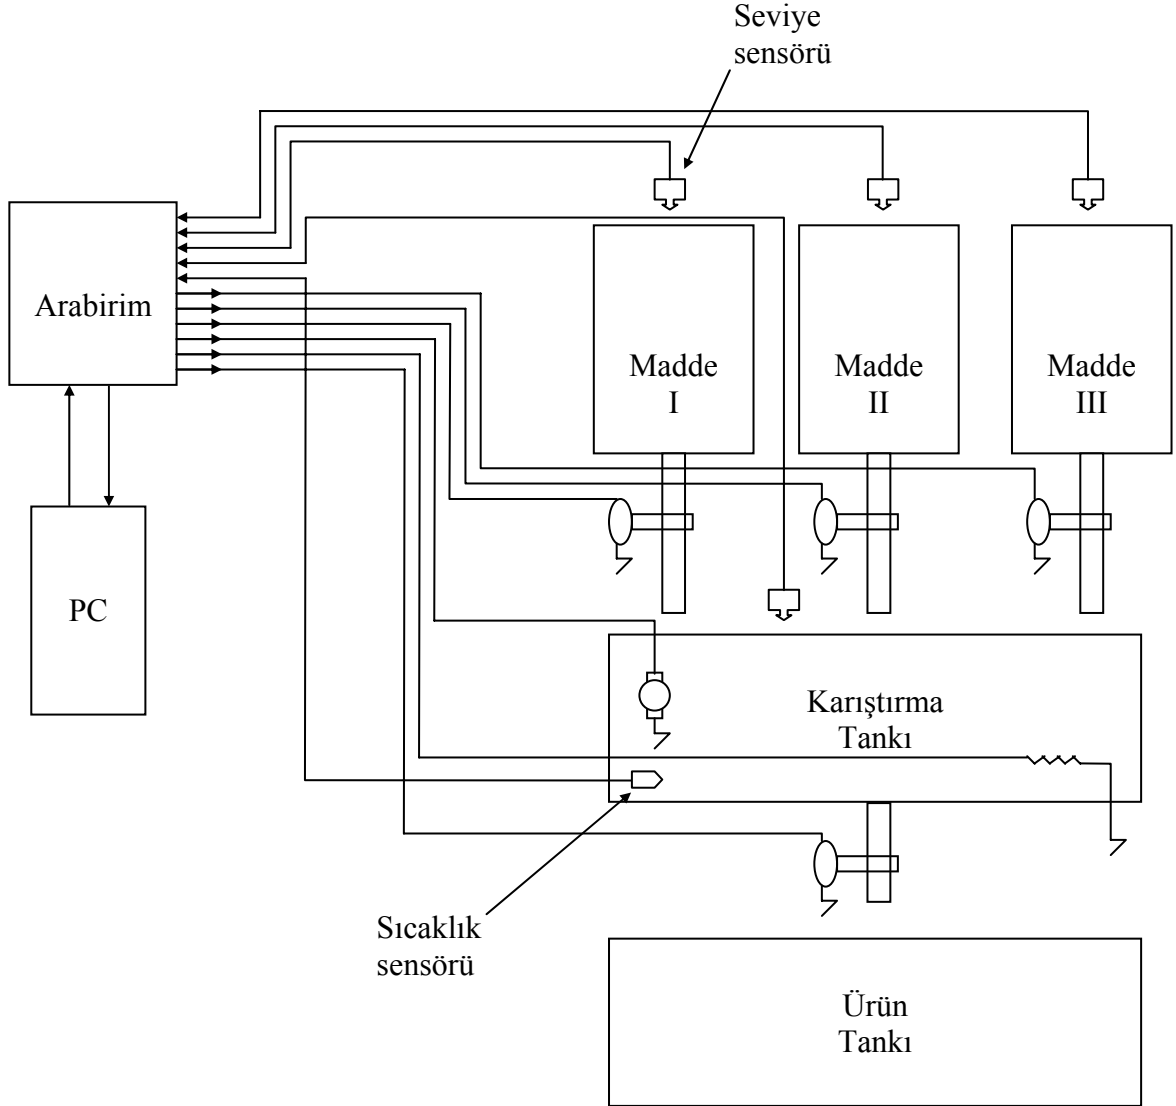 Seviye
sensörü
Arabirim
Madde
I
Madde
II
Madde
III
PC
Karıştırma
Tankı
Sıcaklık
sensörü
Ürün
Tankı